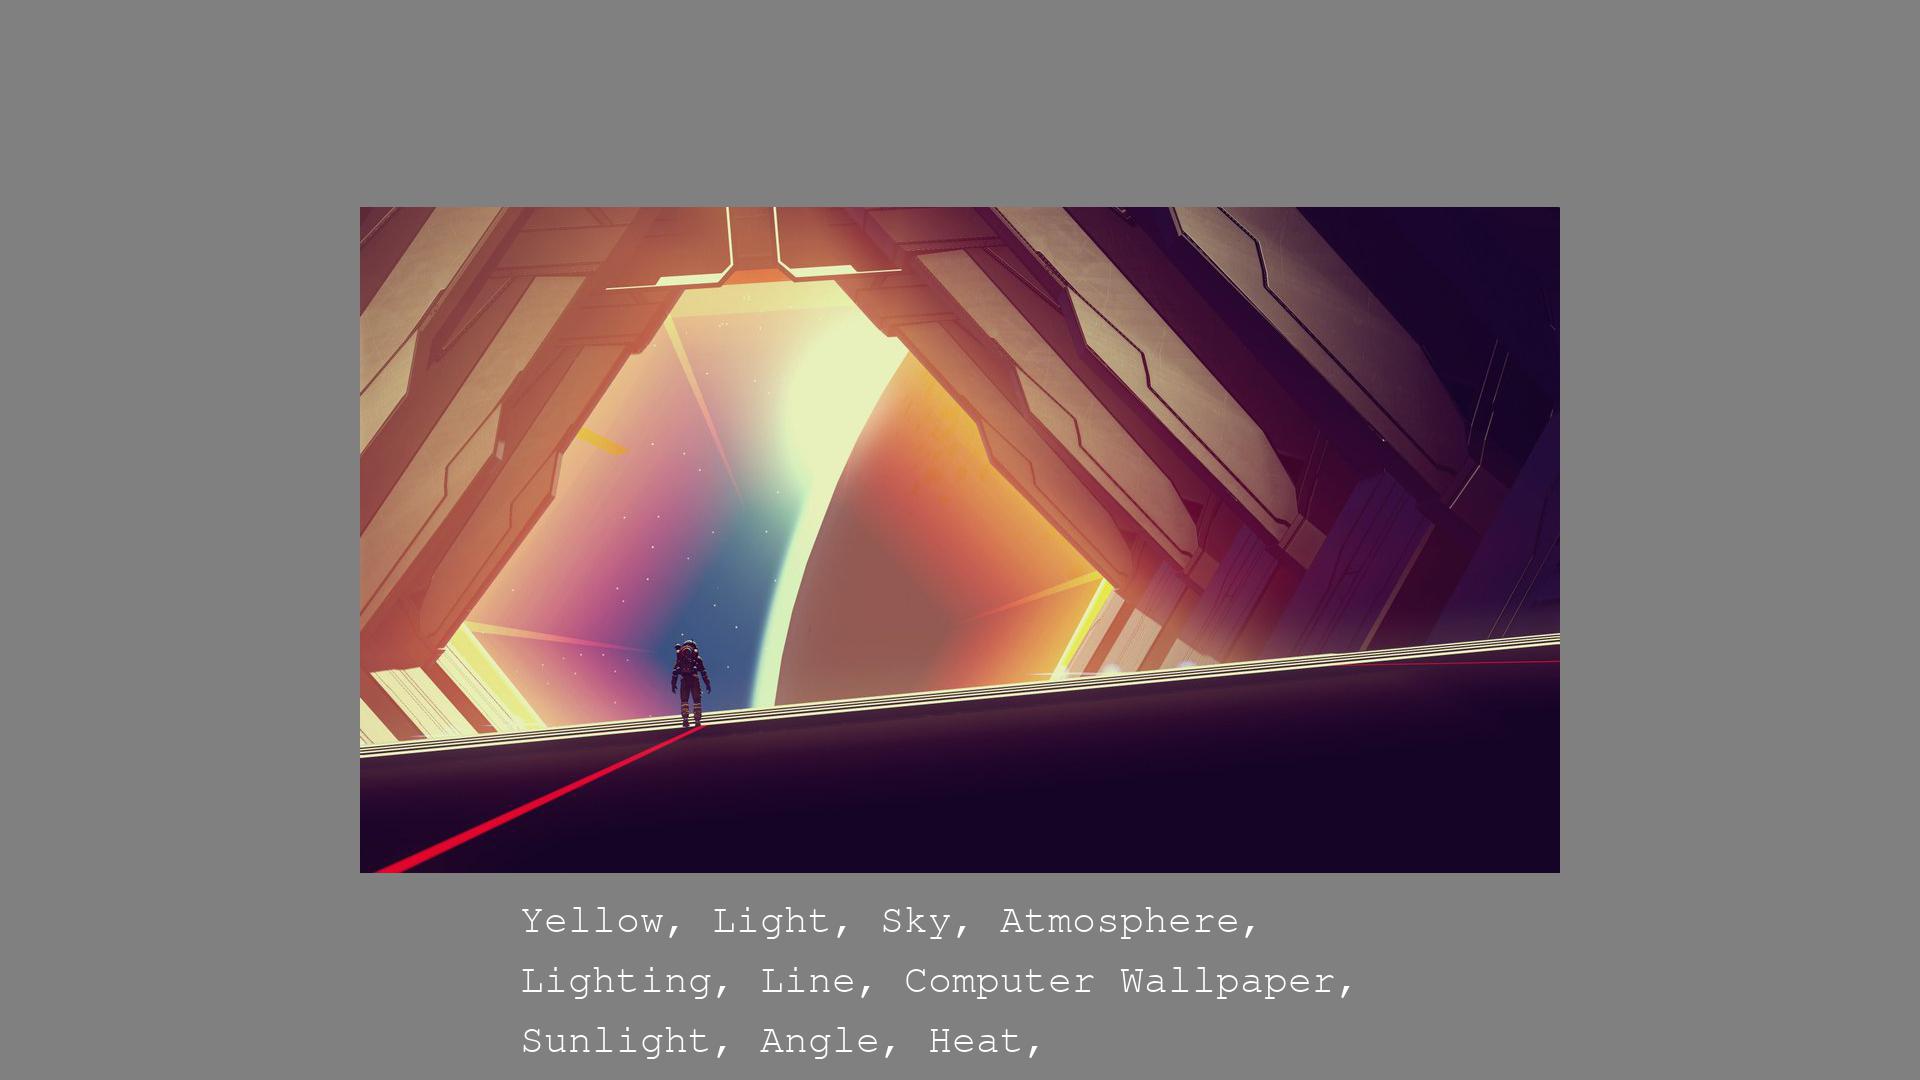 Yellow, Light, Sky, Atmosphere,
Lighting, Line, Computer Wallpaper,
Sunlight, Angle, Heat,